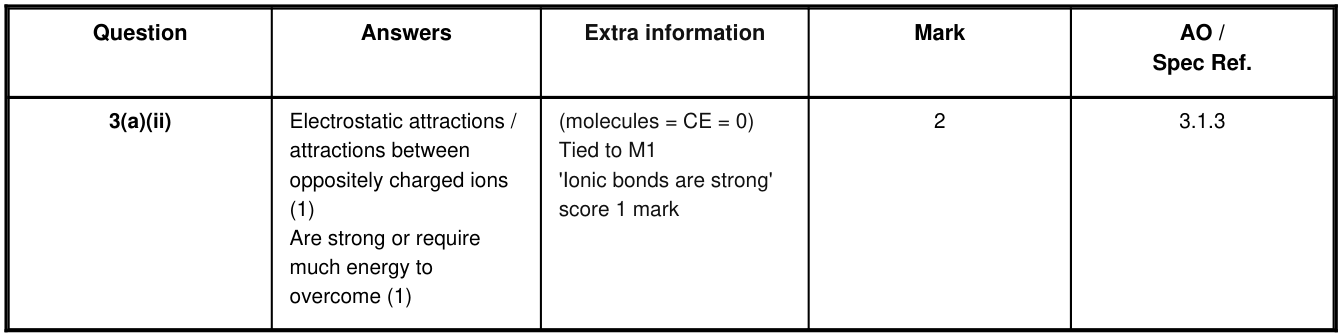 Question Answers Extra information Mark AO /
Spec Ref.
3(a)(ii)
Electrostatic attractions /
attractions between
oppositely charged ions
(1)
Are strong or require
much energy to
overcome (1)
(molecules = CE = 0)
Tied to M1
'Ionic bonds are strong'
score 1 mark
2
3.1.3